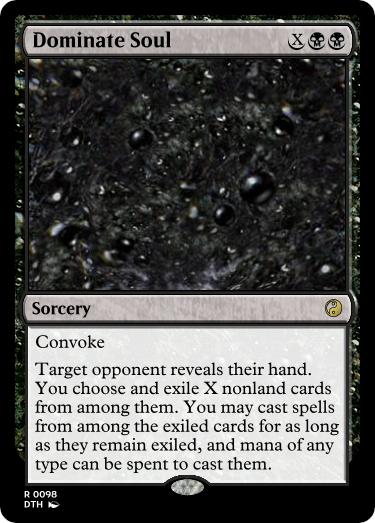 Dominate Soul X
Sorcery
Convoke
Target opponent reveals their hand.
You choose and exile X nonland cards
from among them. You may cast spells
from among the exiled cards for as long
as they remain exiled, and mana of any
type can be spent to cast them.
R 0098
DTH